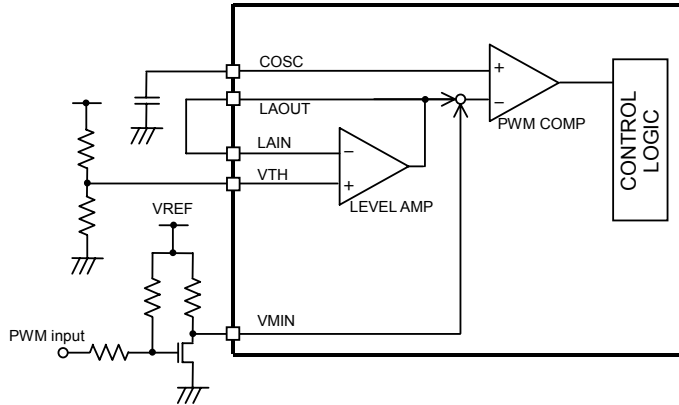 COSC
+
LAOUT
−
PWM COMP
CONTROL
LOGIC
LAIN
−
VTH
+
LEVEL AMP
VREF
VMIN
PWM input